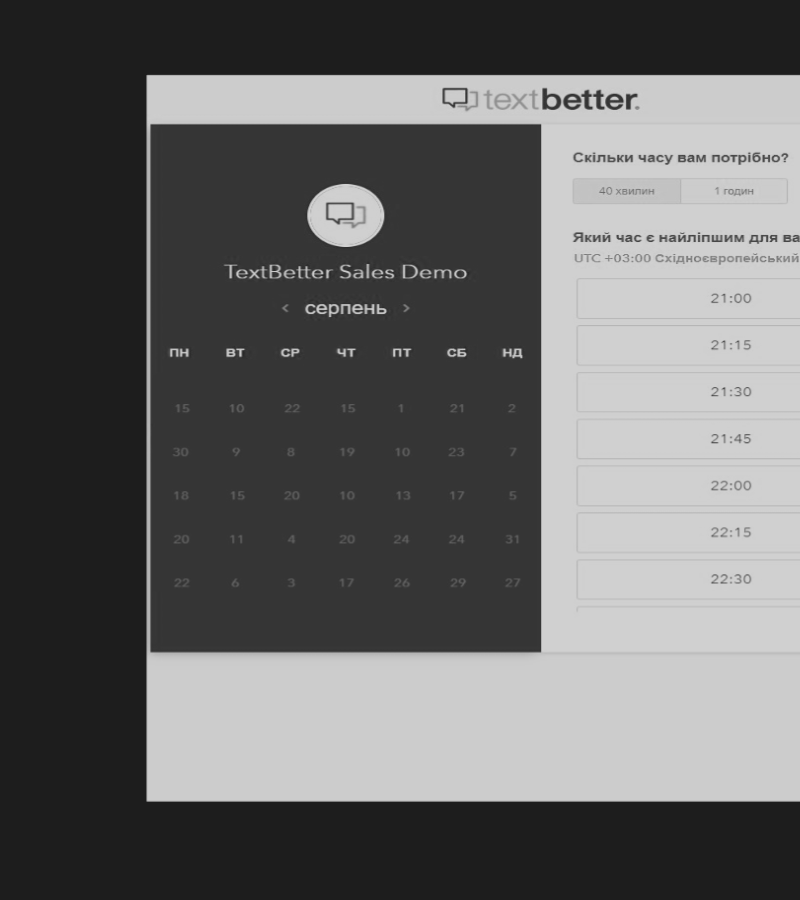 textbetter.
TextBetter Sales Demo
‹ серпень ›
ПН ВТ СР ЧТ ПТ СБ НД
15 10 22 15 1 21 2
30 9 8 19 10 23 7
18 15 20 10 13 17 5
20 11 4 20 24 24 31
22 6 3 17 26 29 27
Скільки часу вам потрібно?
40 хвилин 1 годин
Який час є найліпшим для ва
UTC +03:00 Східноєвропейський
21:00
21:15
21:30
21:45
22:00
22:15
22:30